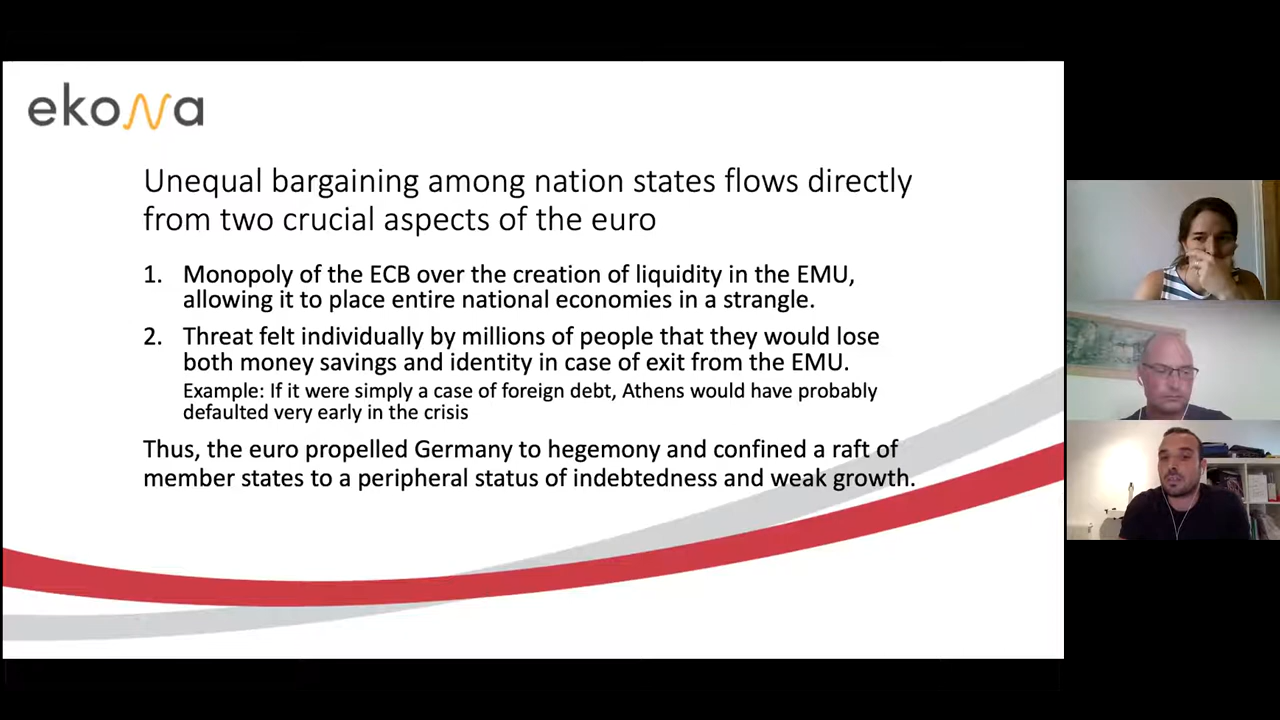 ekona
Unequal bargaining among nation states flows directly
from two crucial aspects of the euro
1. Monopoly of the ECB over the creation of liquidity in the EMU,
allowing it to place entire national economies in a strangle.
2. Threat felt individually by millions of people that they would lose
both money savings and identity in case of exit from the EMU.
Example: If it were simply a case of foreign debt, Athens would have probably
defaulted very early in the crisis
Thus, the euro propelled Germany to hegemony and confined a raft of
member states to a peripheral status of indebtedness and weak growth.